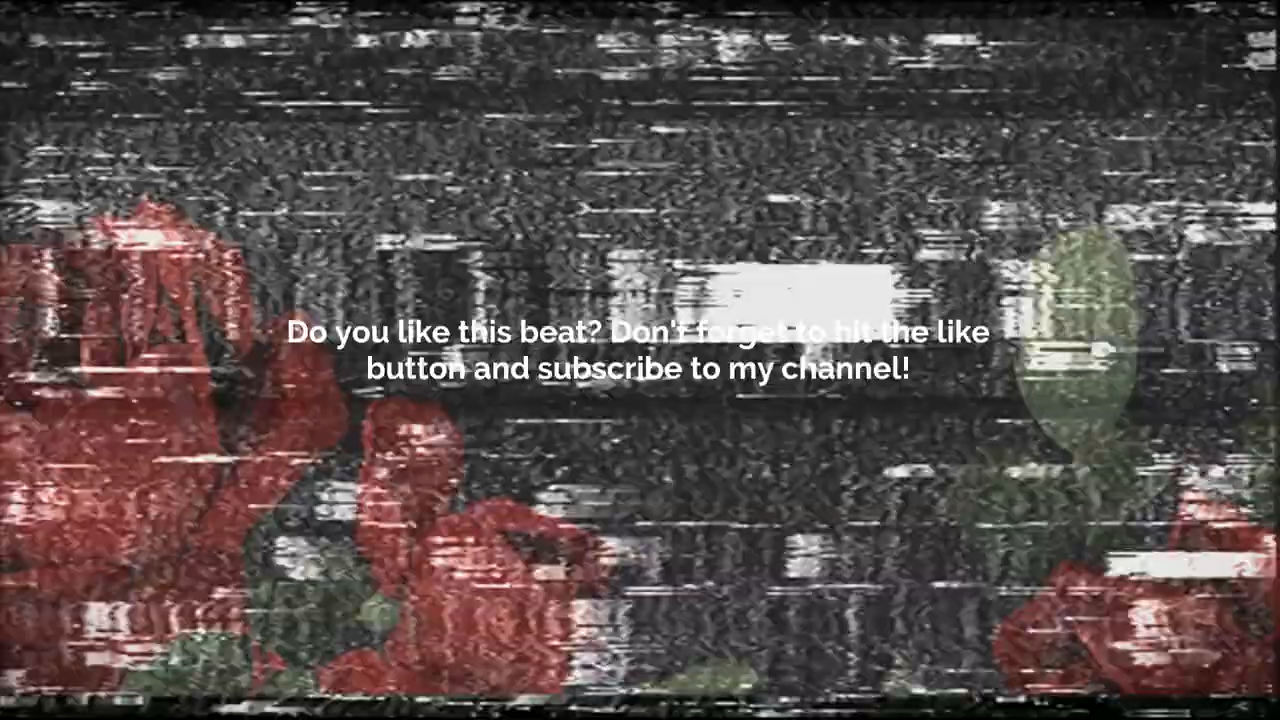 Do you like this beat? Don't forget to hit the like
button and subscribe to my channel!